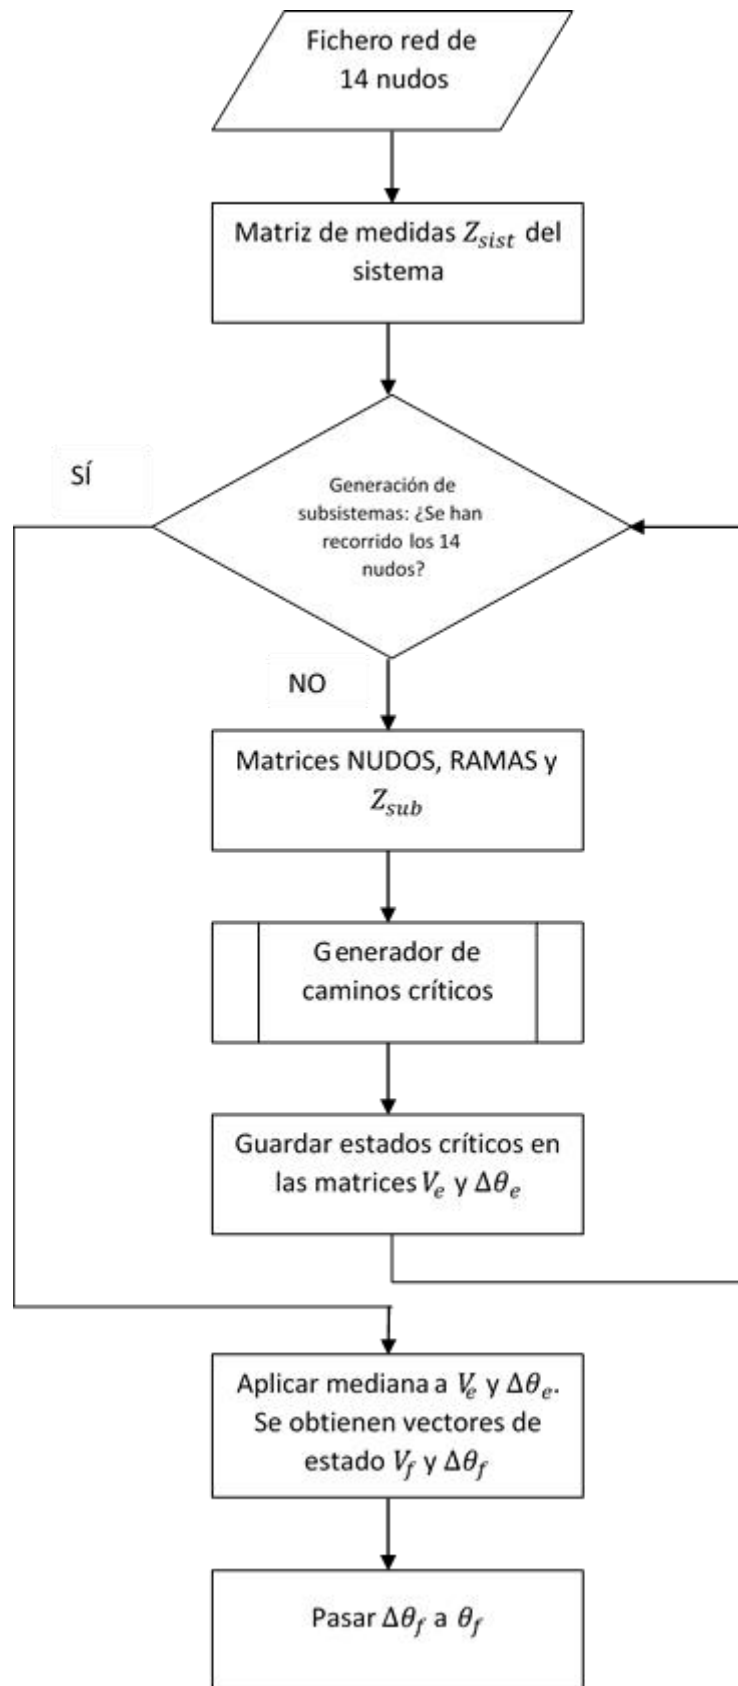 Fichero red de
14 nudos
Matriz de medidas Z_sist del
sistema
SÍ
Generación de
subsistemas: ¿Se han
recorrido los 14
nudos?
NO
Matrices NUDOS, RAMAS y
Z_sub
Generador de
caminos críticos
Guardar estados críticos en
las matrices V_e y Δθ_e
Aplicar mediana a V_e y Δθ_e.
Se obtienen vectores de
estado V_f y Δθ_f
Pasar Δθ_f a θ_f